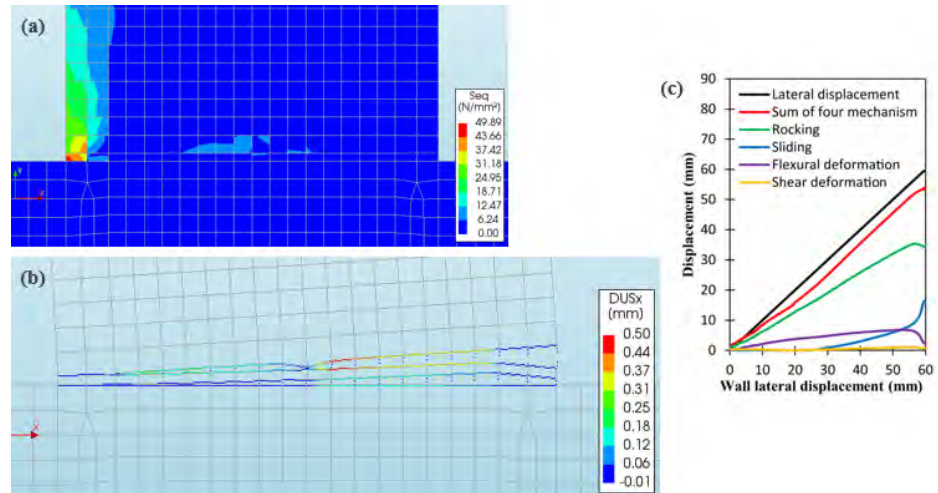 (a)
Seq
(N/mm²)
49.89
43.66
37.42
31.18
24.95
18.71
12.47
6.24
0.00
(b)
DUSx
(mm)
0.50
0.44
0.37
0.31
0.25
0.18
0.12
0.06
-0.01
X
(c)
90
80
70
60
50
40
30
20
10
0
Displacement (mm)
Lateral displacement
Sum of four mechanism
Rocking
Sliding
Flexural deformation
Shear deformation
0 10 20 30 40 50 60
Wall lateral displacement (mm)